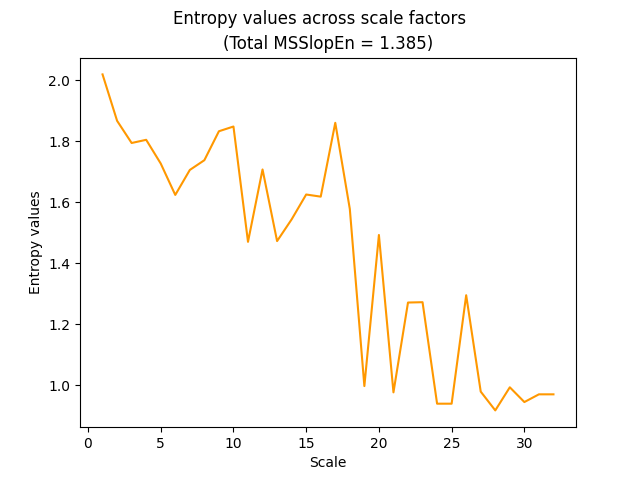 Entropy values across scale factors
(Total MSSlopEn = 1.385)
Entropy values
2.0
1.8
1.6
1.4
1.2
1.0
0 5 10 15 20 25 30
Scale